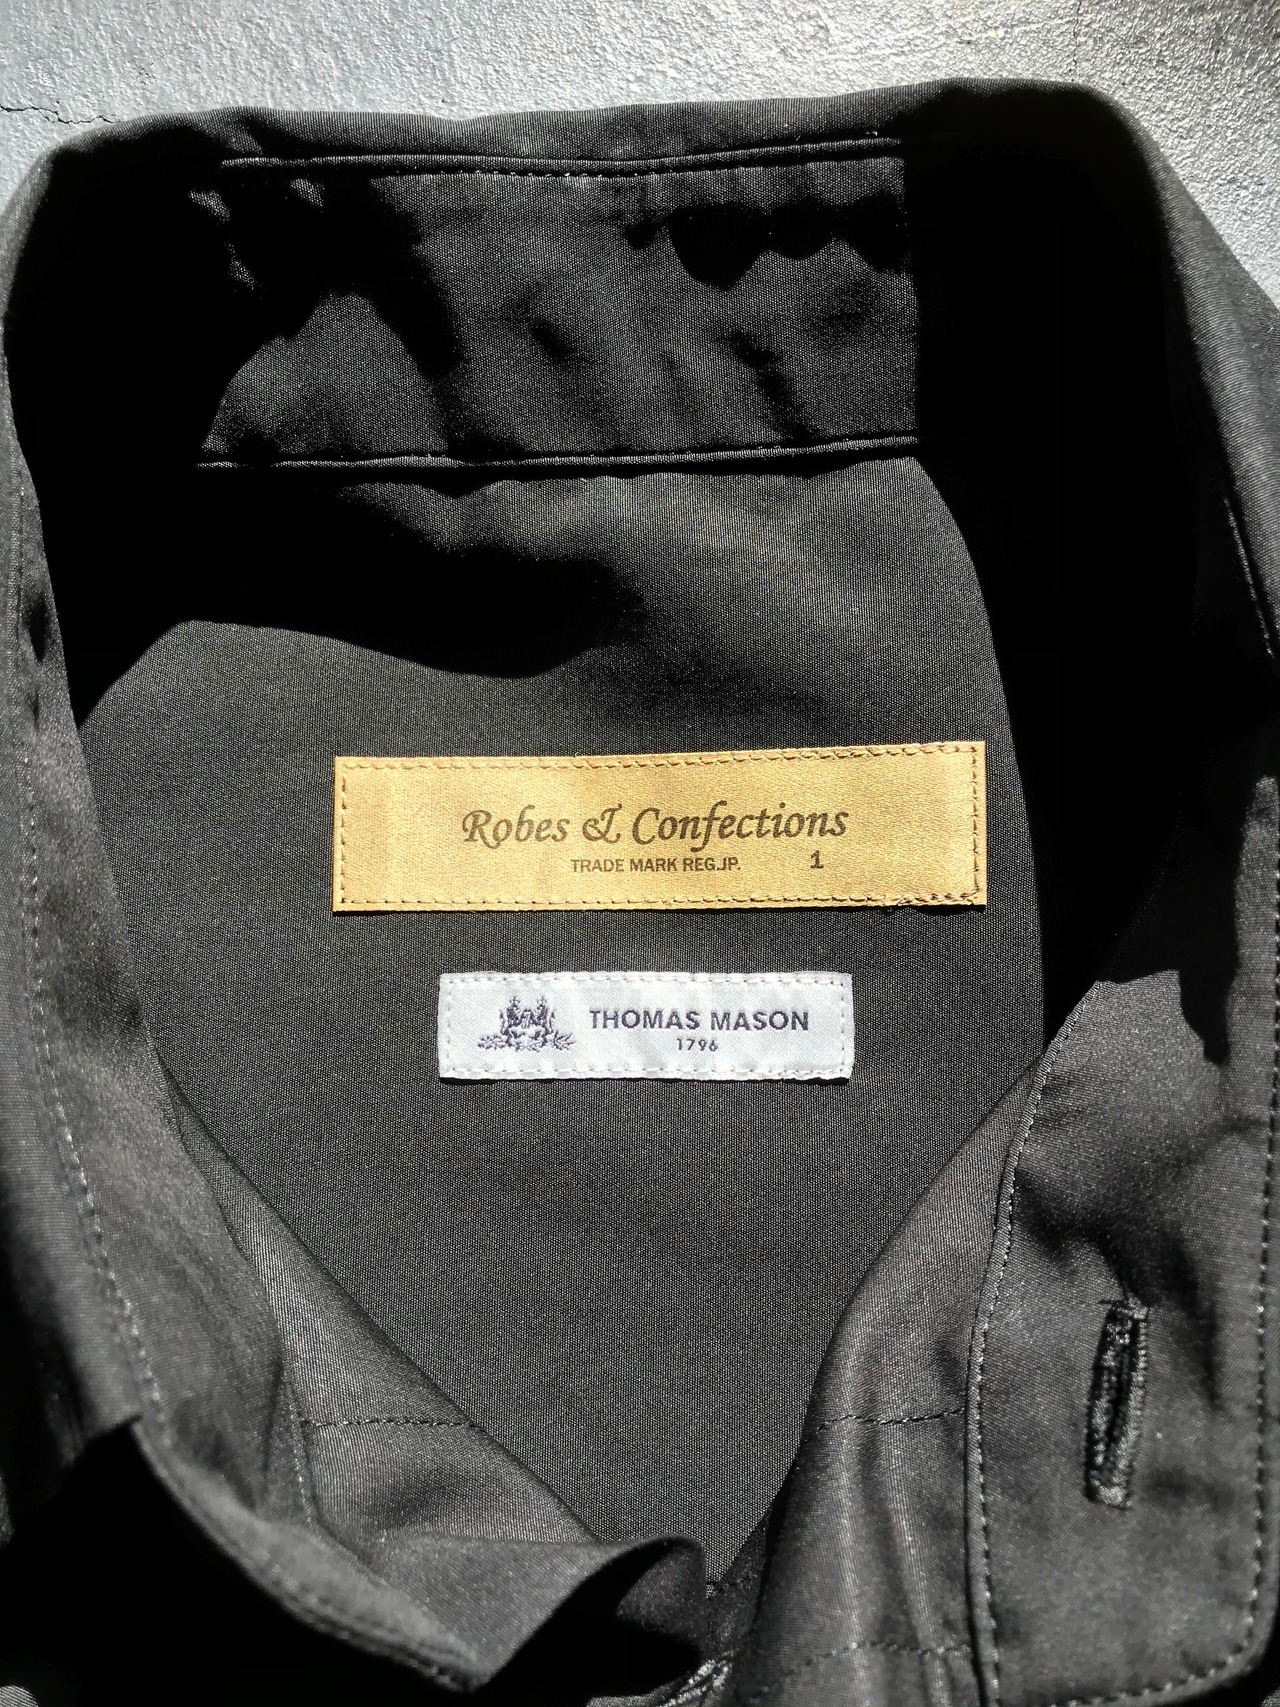 Robes & Confections
TRADE MARK REG.JP. 1
THOMAS MASON
1796